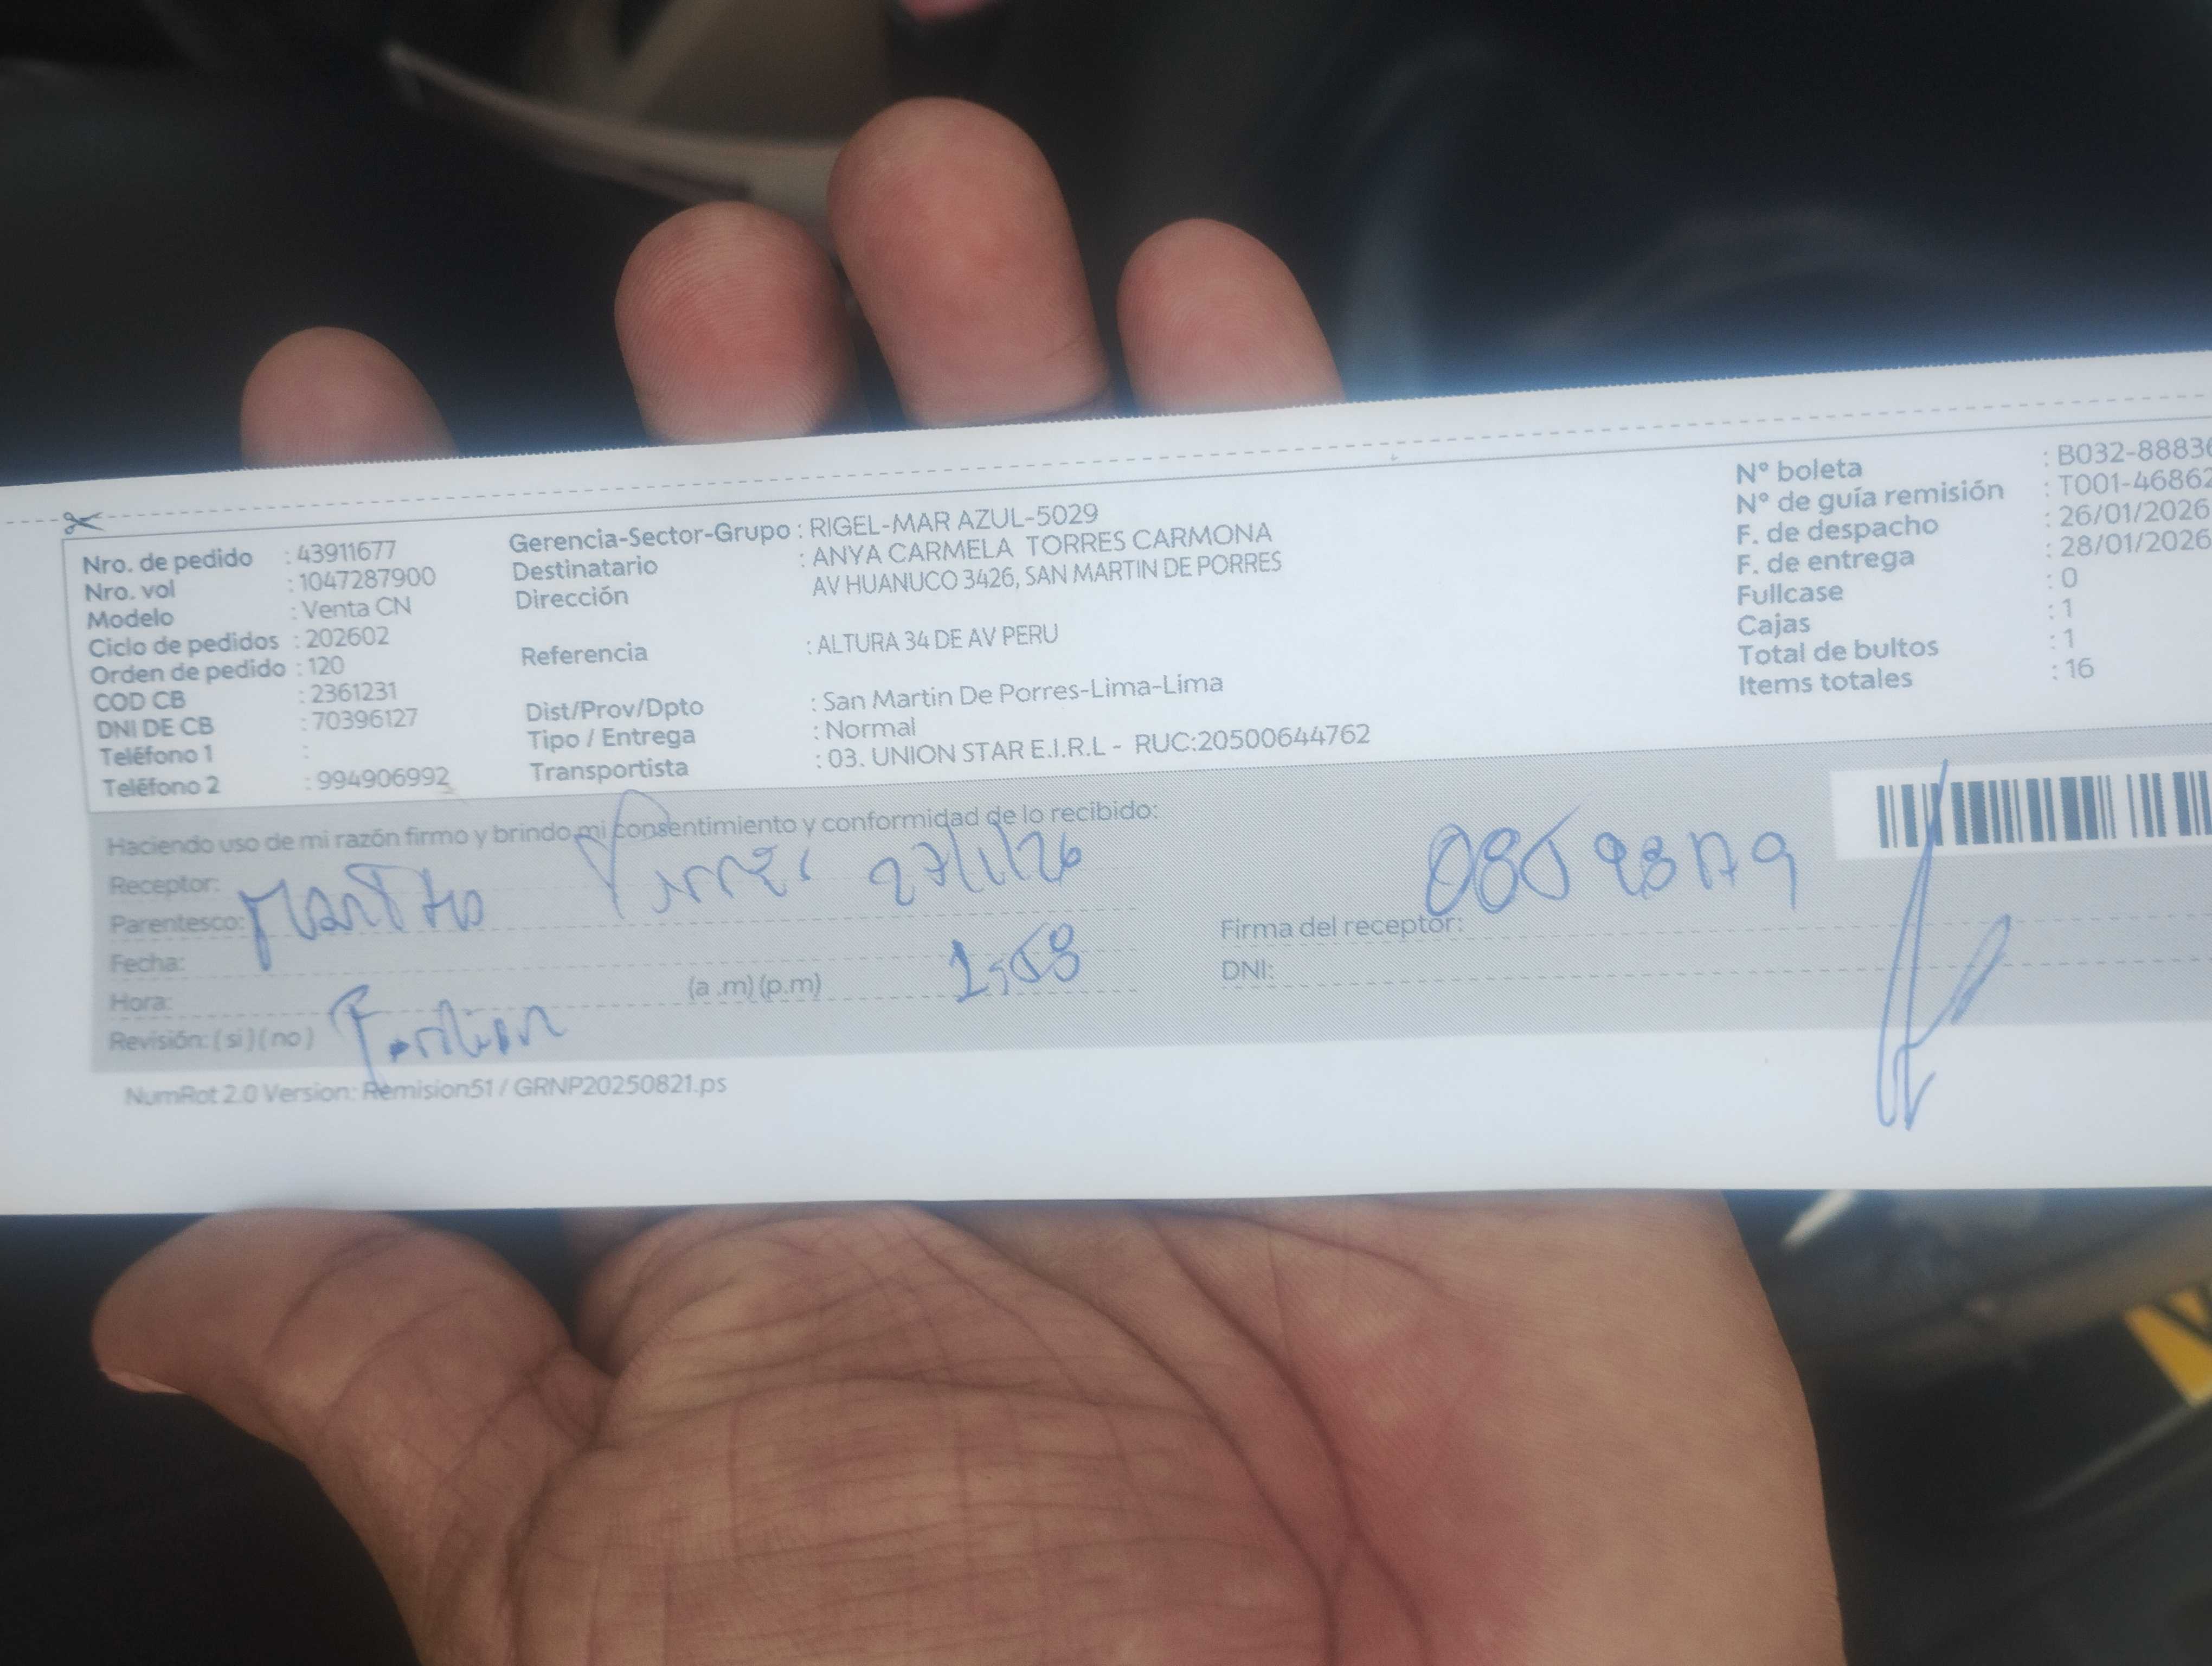 Nro. de pedido : 43911677
Nro. vol : 1047287900
Modelo : Venta CN
Ciclo de pedidos : 202602
Orden de pedido : 120
COD CB : 2361231
DNI DE CB : 70396127
Teléfono 1 :
Teléfono 2 : 994906992
Gerencia-Sector-Grupo : RIGEL-MAR AZUL-5029
Destinatario : ANYA CARMELA TORRES CARMONA
Dirección AV HUANUCO 3426, SAN MARTIN DE PORRES
Referencia : ALTURA 34 DE AV PERU
Dist/Prov/Dpto : San Martin De Porres-Lima-Lima
Tipo / Entrega : Normal
Transportista : 03. UNION STAR E.I.R.L - RUC:20500644762
N° boleta : B032-8883
N° de guía remisión : T001-46862
F. de despacho : 26/01/2026
F. de entrega : 28/01/2026
Fullcase : 0
Cajas : 1
Total de bultos : 1
Items totales : 16
Haciendo uso de mi razón firmo y brindo mi consentimiento y conformidad de lo recibido:
Receptor: Torres 27/1/26
Parentesco:
Fecha:
Hora: (a .m) (p.m) 1:58
Revisión: ( si ) ( no )
Firma del receptor:
DNI:
NumRot 2.0 Version: Remision51 / GRNP20250821.ps